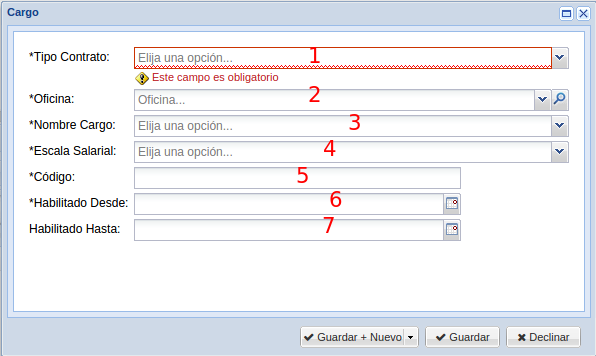 Cargo
*Tipo Contrato: Elija una opción... 1
Este campo es obligatorio
*Oficina: Oficina... 2
*Nombre Cargo: Elija una opción... 3
*Escala Salarial: Elija una opción... 4
*Código: 5
*Habilitado Desde: 6
Habilitado Hasta: 7
Guardar + Nuevo Guardar Declinar